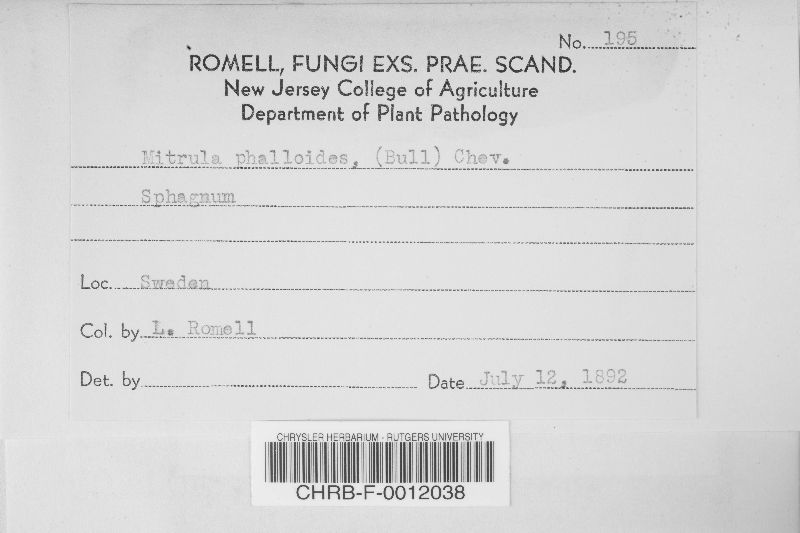 No. 195
ROMELL, FUNGI EXS. PRAE. SCAND.
New Jersey College of Agriculture
Department of Plant Pathology
Mitrula phalloides, (Bull) Chev.
Sphagnum
Loc. Sweden
Col. by L. Romell
Det. by
Date July 12, 1892
CHRYSLER HERBARIUM - RUTGERS UNIVERSITY
CHRB-F-0012038